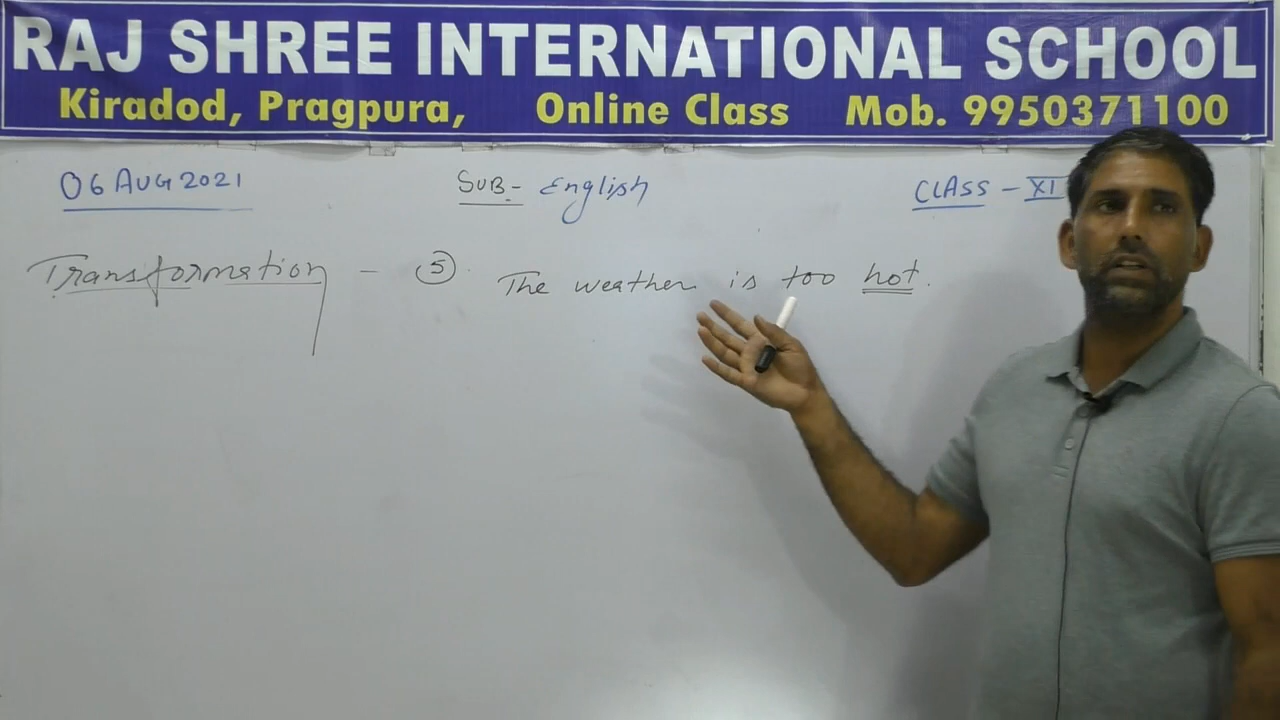 RAJ SHREE INTERNATIONAL SCHOOL
Kiradod, Pragpura, Online Class Mob. 9950371100
06 AUG 2021 SUB- English CLASS - XI
Transformation - (5) The weather is too hot.